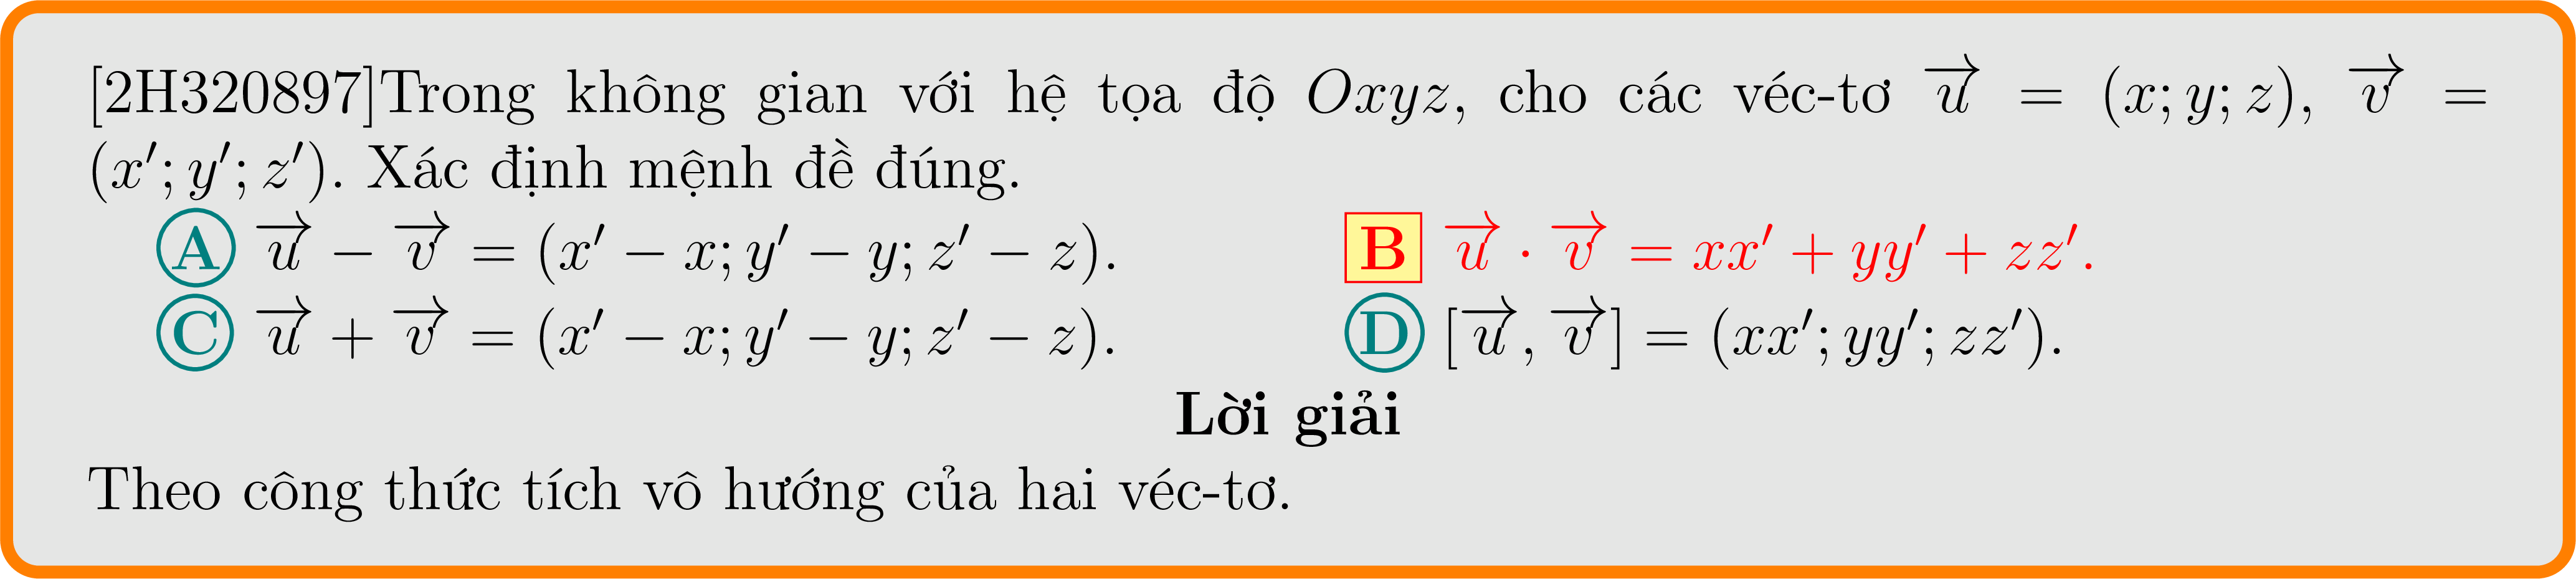 [2H320897]Trong không gian với hệ tọa độ $Oxyz$, cho các véc-tơ $\overrightarrow{u} = (x; y; z)$, $\overrightarrow{v} =$
$(x'; y'; z')$. Xác định mệnh đề đúng.
A $\overrightarrow{u} - \overrightarrow{v} = (x' - x; y' - y; z' - z)$. B $\overrightarrow{u} \cdot \overrightarrow{v} = xx' + yy' + zz'$.
C $\overrightarrow{u} + \overrightarrow{v} = (x' - x; y' - y; z' - z)$. D $[\overrightarrow{u}, \overrightarrow{v}] = (xx'; yy'; zz')$.
Lời giải
Theo công thức tích vô hướng của hai véc-tơ.